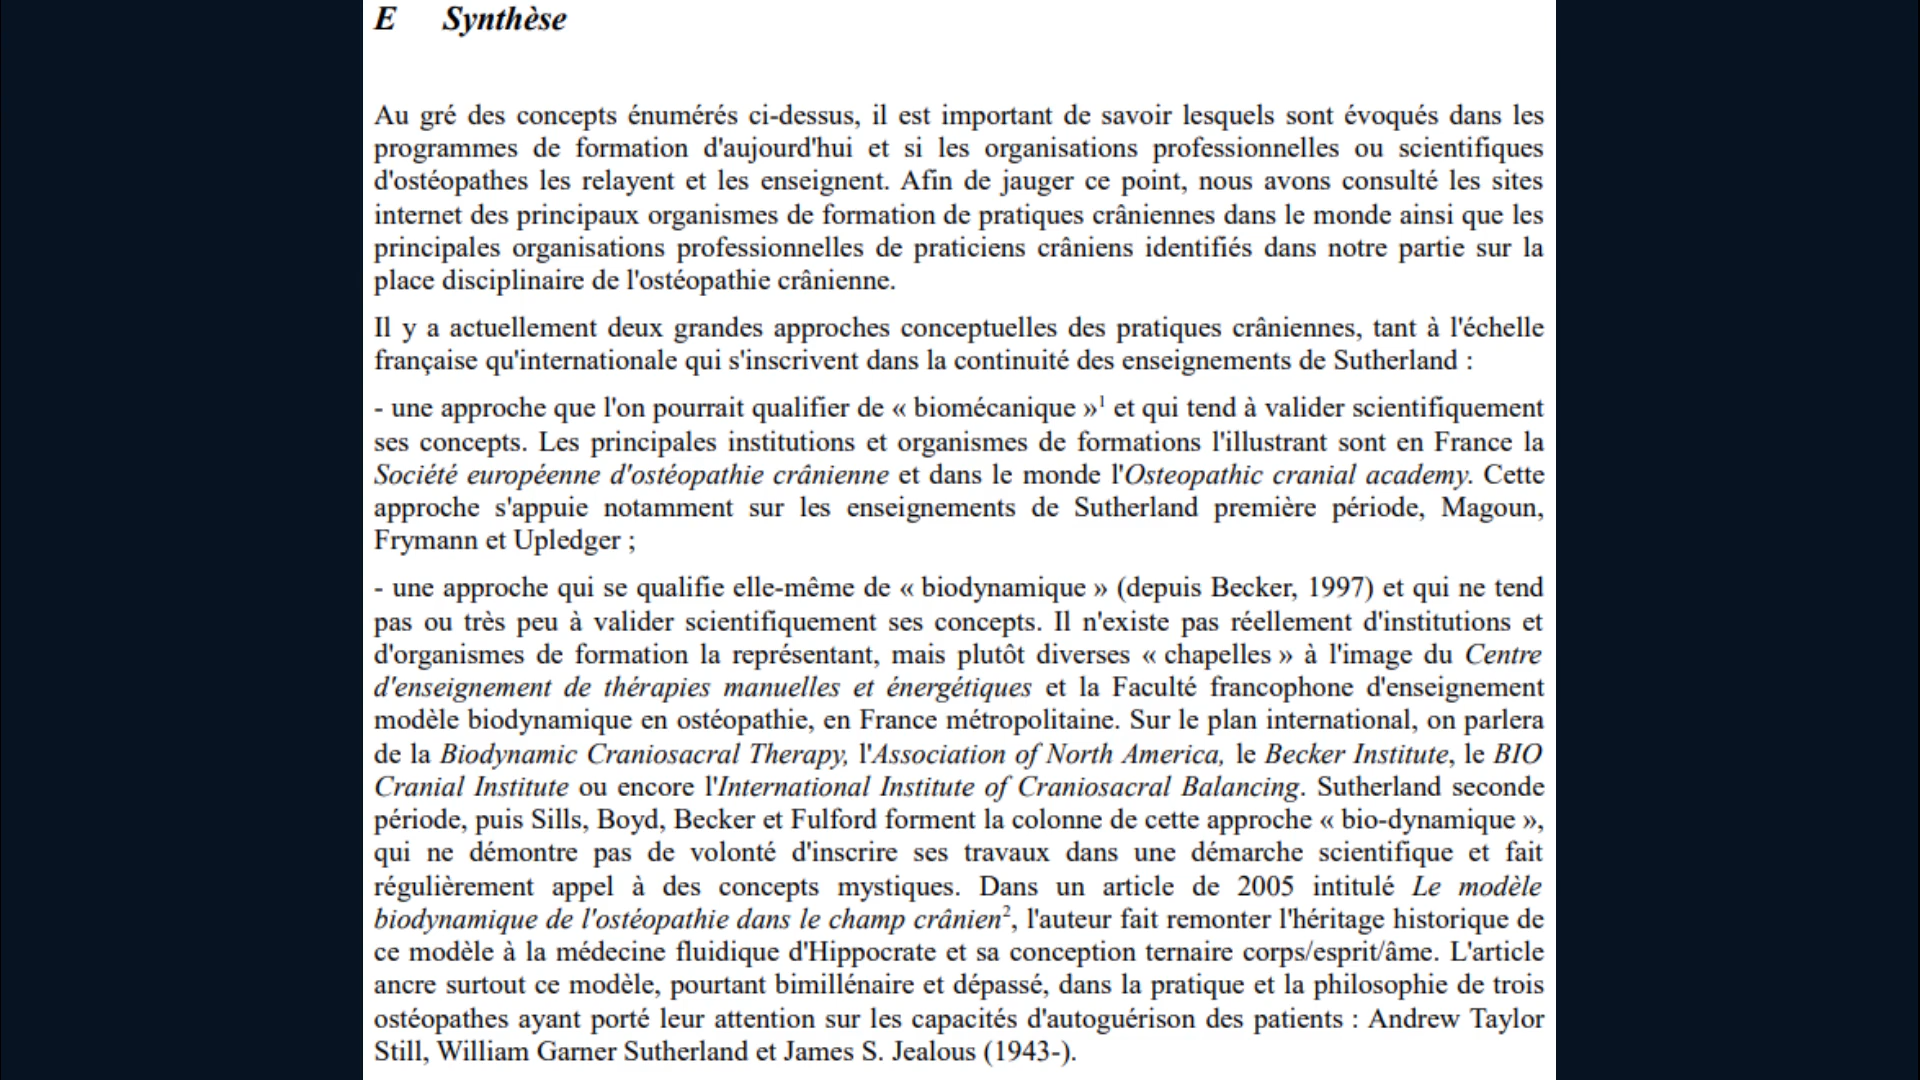 E Synthèse
Au gré des concepts énumérés ci-dessus, il est important de savoir lesquels sont évoqués dans les
programmes de formation d'aujourd'hui et si les organisations professionnelles ou scientifiques
d'ostéopathes les relayent et les enseignent. Afin de jauger ce point, nous avons consulté les sites
internet des principaux organismes de formation de pratiques crâniennes dans le monde ainsi que les
principales organisations professionnelles de praticiens crâniens identifiés dans notre partie sur la
place disciplinaire de l'ostéopathie crânienne.
Il y a actuellement deux grandes approches conceptuelles des pratiques crâniennes, tant à l'échelle
française qu'internationale qui s'inscrivent dans la continuité des enseignements de Sutherland :
- une approche que l'on pourrait qualifier de « biomécanique »¹ et qui tend à valider scientifiquement
ses concepts. Les principales institutions et organismes de formations l'illustrant sont en France la
Société européenne d'ostéopathie crânienne et dans le monde l'Osteopathic cranial academy. Cette
approche s'appuie notamment sur les enseignements de Sutherland première période, Magoun,
Frymann et Upledger ;
- une approche qui se qualifie elle-même de « biodynamique » (depuis Becker, 1997) et qui ne tend
pas ou très peu à valider scientifiquement ses concepts. Il n'existe pas réellement d'institutions et
d'organismes de formation la représentant, mais plutôt diverses « chapelles » à l'image du Centre
d'enseignement de thérapies manuelles et énergétiques et la Faculté francophone d'enseignement
modèle biodynamique en ostéopathie, en France métropolitaine. Sur le plan international, on parlera
de la Biodynamic Craniosacral Therapy, l'Association of North America, le Becker Institute, le BIO
Cranial Institute ou encore l'International Institute of Craniosacral Balancing. Sutherland seconde
période, puis Sills, Boyd, Becker et Fulford forment la colonne de cette approche « bio-dynamique »,
qui ne démontre pas de volonté d'inscrire ses travaux dans une démarche scientifique et fait
régulièrement appel à des concepts mystiques. Dans un article de 2005 intitulé Le modèle
biodynamique de l'ostéopathie dans le champ crânien², l'auteur fait remonter l'héritage historique de
ce modèle à la médecine fluidique d'Hippocrate et sa conception ternaire corps/esprit/âme. L'article
ancre surtout ce modèle, pourtant bimillénaire et dépassé, dans la pratique et la philosophie de trois
ostéopathes ayant porté leur attention sur les capacités d'autoguérison des patients : Andrew Taylor
Still, William Garner Sutherland et James S. Jealous (1943-).